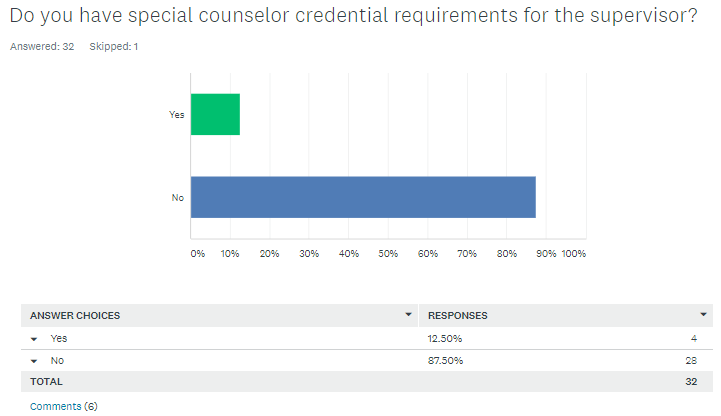 Do you have special counselor credential requirements for the supervisor?
Answered: 32 Skipped: 1
Yes
No
0% 10% 20% 30% 40% 50% 60% 70% 80% 90% 100%
ANSWER CHOICES RESPONSES
Yes 12.50% 4
No 87.50% 28
TOTAL 32
Comments (6)